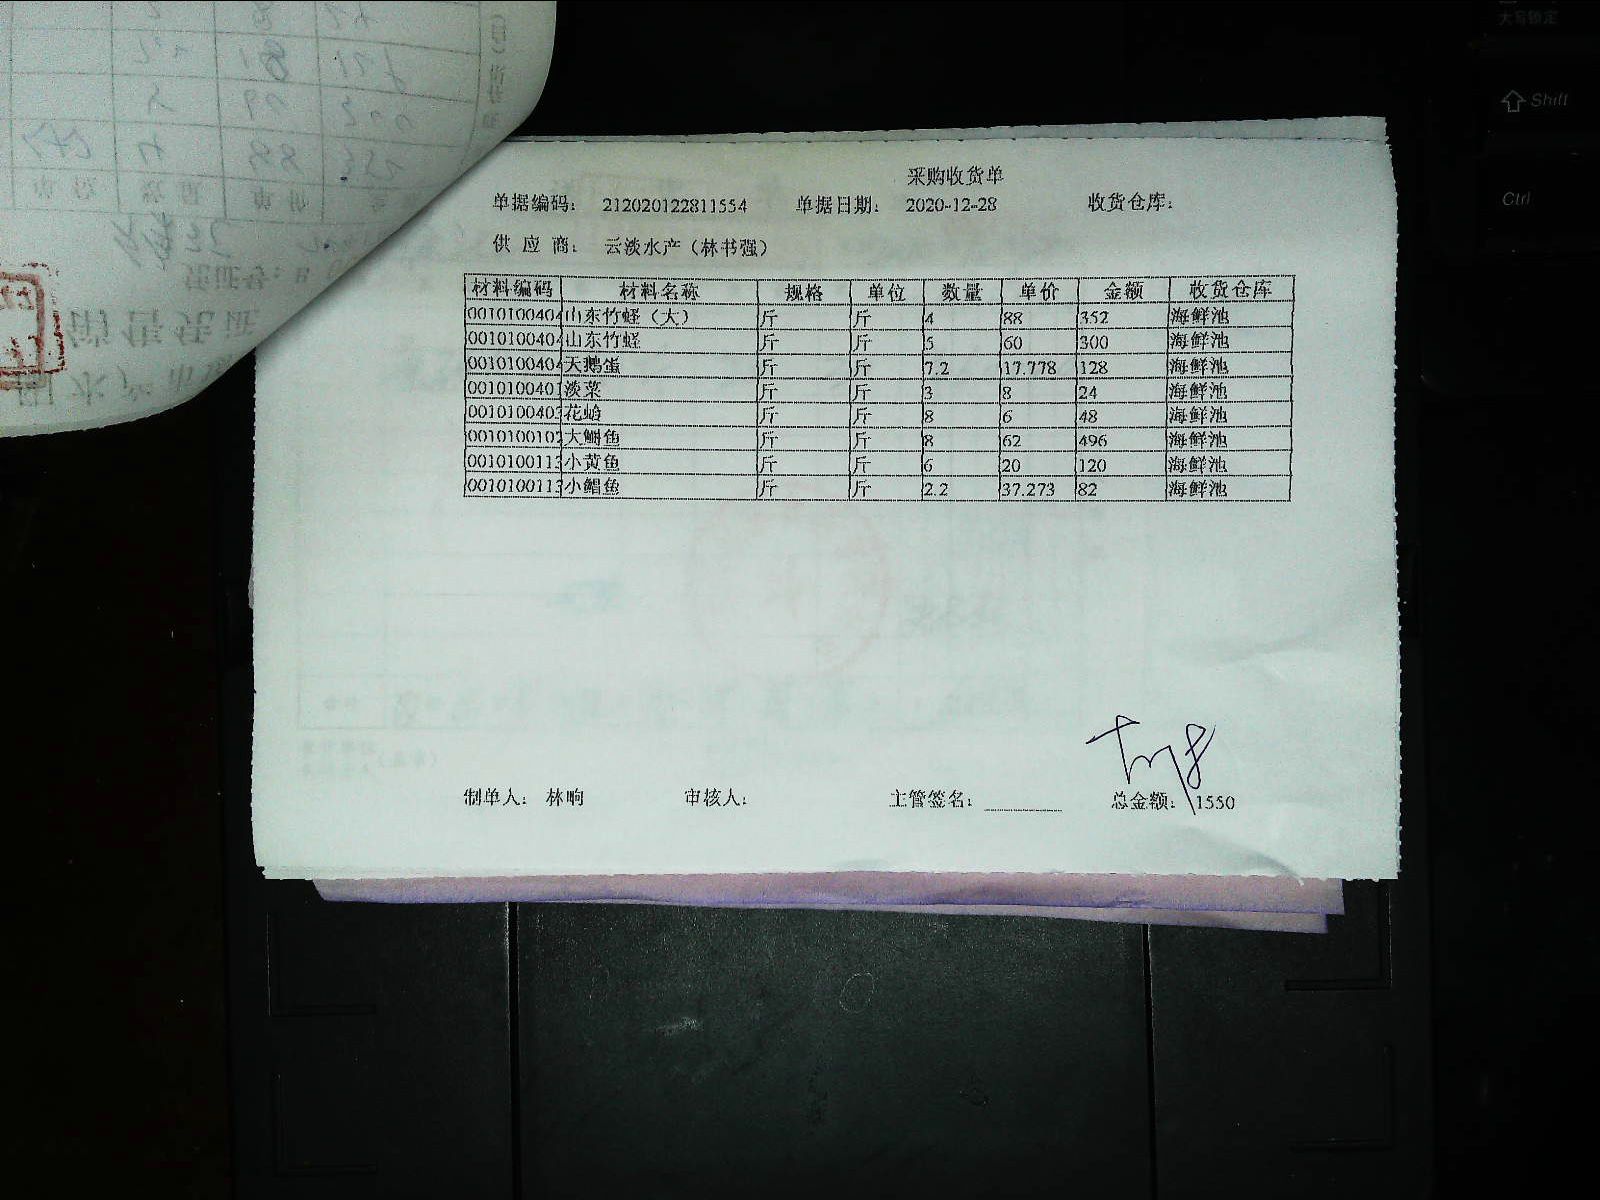 采购收货单
单据编码： 212020122811554 单据日期： 2020-12-28 收货仓库：
供 应 商： 云淡水产（林书强）
材料编码 材料名称 规格 单位 数量 单价 金额 收货仓库
0010100404 山东竹蛏（大） 斤 斤 4 88 352 海鲜池
0010100404 山东竹蛏 斤 斤 5 60 300 海鲜池
0010100404 天鹅蛋 斤 斤 7.2 17.778 128 海鲜池
0010100401 淡菜 斤 斤 3 8 24 海鲜池
0010100403 花蛤 斤 斤 8 6 48 海鲜池
0010100102 大鲥鱼 斤 斤 8 62 496 海鲜池
0010100113 小黄鱼 斤 斤 6 20 120 海鲜池
0010100113 小鲳鱼 斤 斤 2.2 37.273 82 海鲜池
制单人： 林晌 审核人： 主管签名： 总金额： 1550
大写锁定
Shift
Ctrl